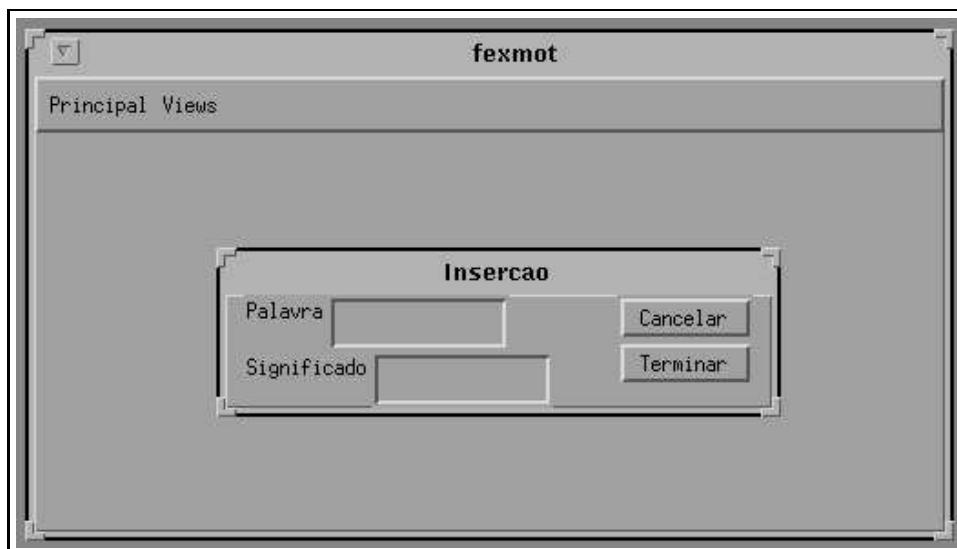 fexmot
Principal Views
Insercao
Palavra
Cancelar
Significado
Terminar